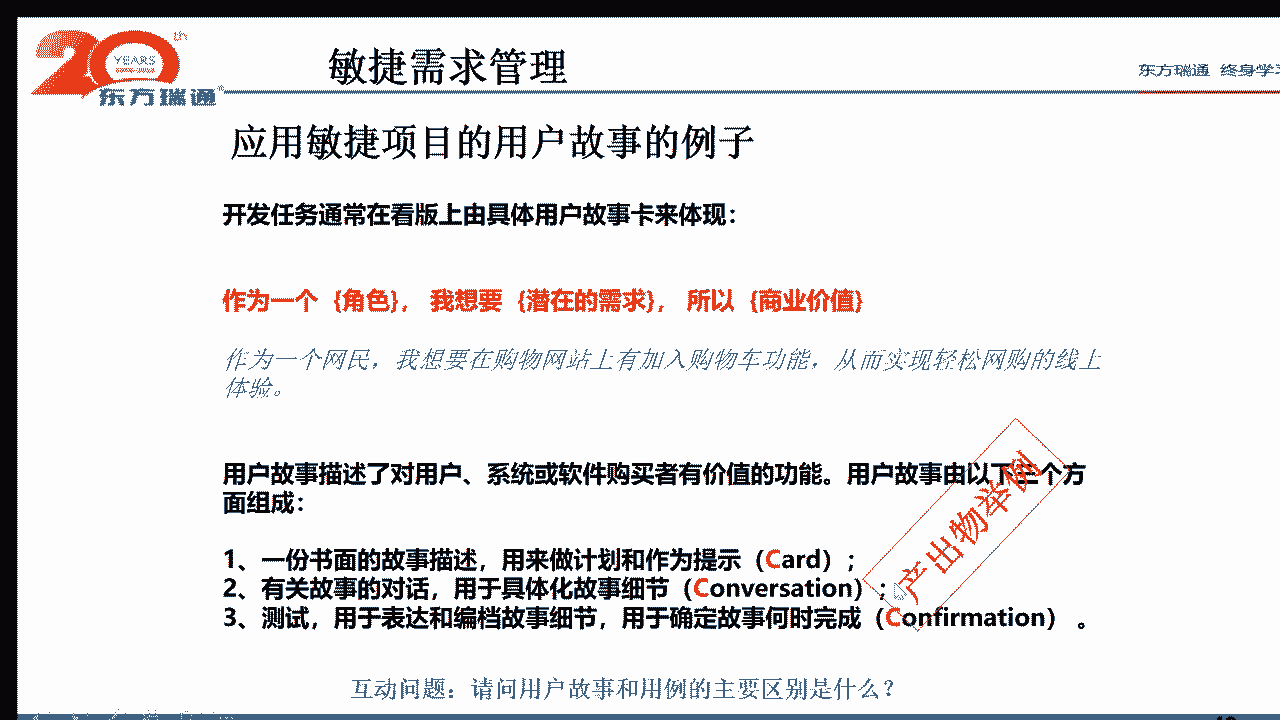 20th
YEARS
东方瑞通®
敏捷需求管理
东方瑞通 终身学习
应用敏捷项目的用户故事的例子
开发任务通常在看版上由具体用户故事卡来体现：
作为一个 {角色}， 我想要 {潜在的需求}， 所以 {商业价值}
作为一个网民，我想要在购物网站上有加入购物车功能，从而实现轻松网购的线上
体验。
用户故事描述了对用户、系统或软件购买者有价值的功能。用户故事由以下三个方
面组成：
产出物举例
1、一份书面的故事描述，用来做计划和作为提示（Card）；
2、有关故事的对话，用于具体化故事细节（Conversation）；
3、测试，用于表达和编档故事细节，用于确定故事何时完成（Confirmation） 。
互动问题：请问用户故事和用例的主要区别是什么？